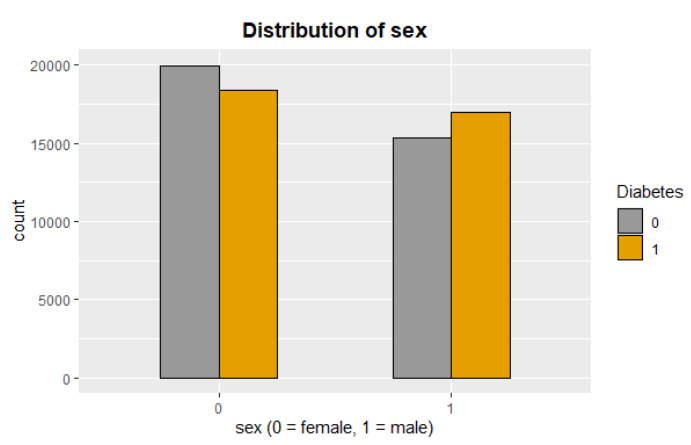 Distribution of sex
20000
15000
10000
5000
0
count
0 1
sex (0 = female, 1 = male)
Diabetes
0
1